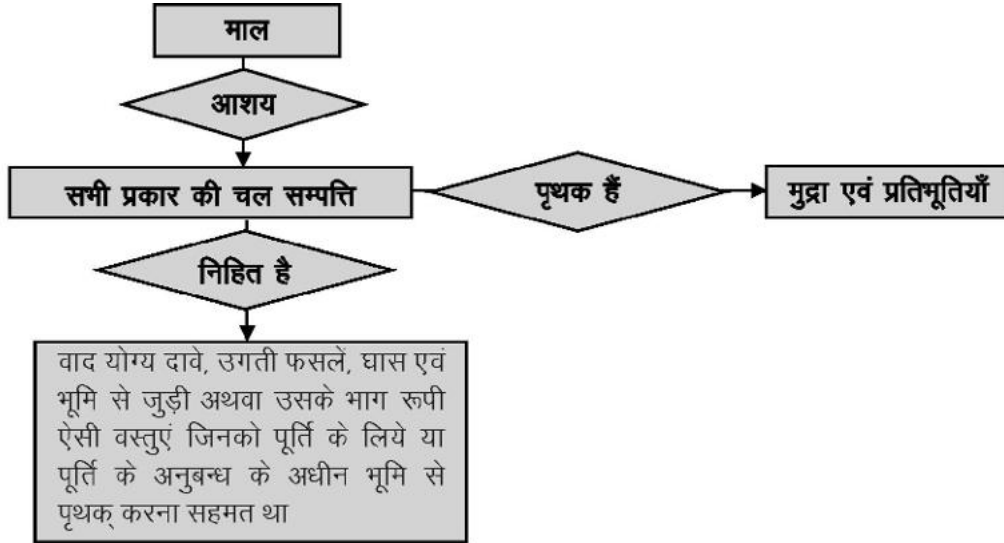 माल
आशय
सभी प्रकार की चल सम्पत्ति
पृथक हैं
मुद्रा एवं प्रतिभूतियाँ
निहित है
वाद योग्य दावे, उगती फसलें, घास एवं
भूमि से जुड़ी अथवा उसके भाग रूपी
ऐसी वस्तुएं जिनको पूर्ति के लिये या
पूर्ति के अनुबन्ध के अधीन भूमि से
पृथक् करना सहमत था